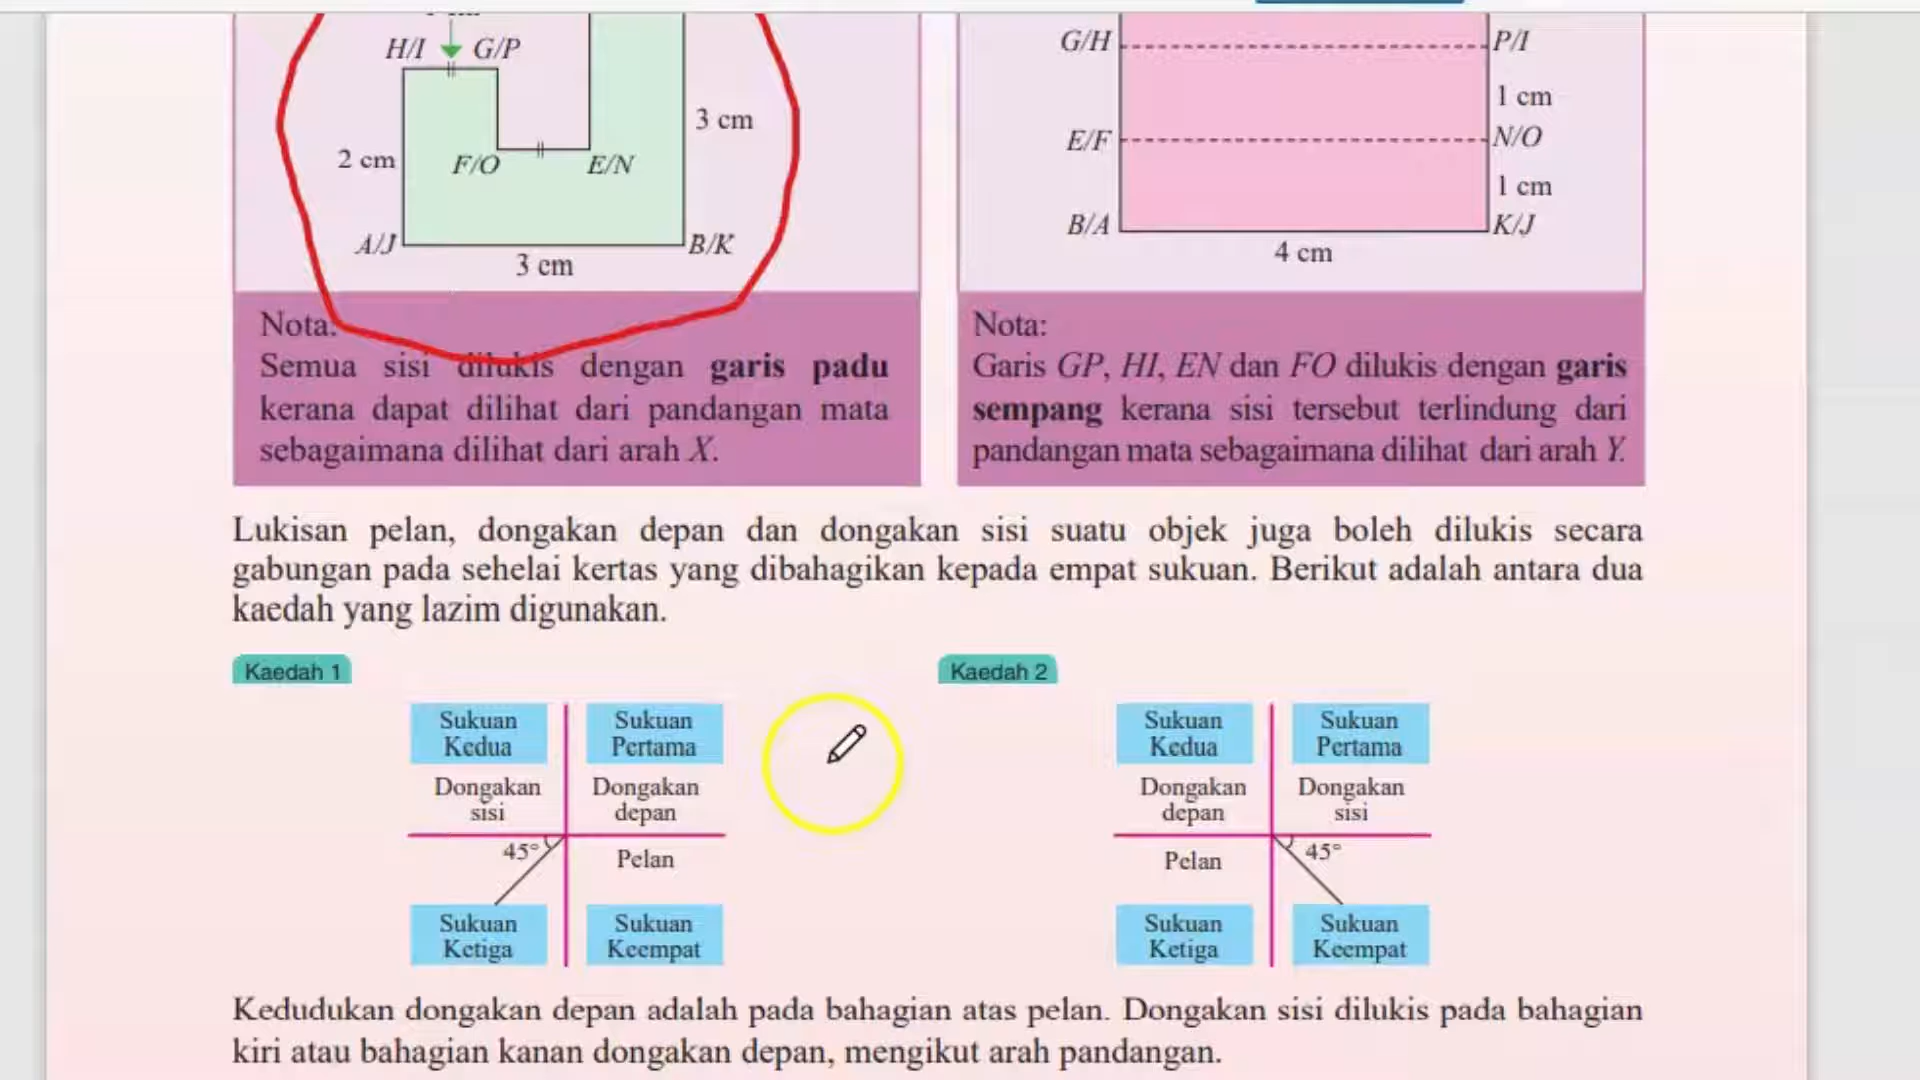 H/I G/P
3 cm
2 cm
F/O E/N
A/J B/K
3 cm
G/H P/I
1 cm
E/F N/O
1 cm
B/A K/J
4 cm
Nota:
Semua sisi dilukis dengan garis padu
kerana dapat dilihat dari pandangan mata
sebagaimana dilihat dari arah X.
Nota:
Garis GP, HI, EN dan FO dilukis dengan garis
sempang kerana sisi tersebut terlindung dari
pandangan mata sebagaimana dilihat dari arah Y.
Lukisan pelan, dongakan depan dan dongakan sisi suatu objek juga boleh dilukis secara
gabungan pada sehelai kertas yang dibahagikan kepada empat sukuan. Berikut adalah antara dua
kaedah yang lazim digunakan.
Kaedah 1
Sukuan
Kedua
Sukuan
Pertama
Dongakan
sisi
Dongakan
depan
45°
Pelan
Sukuan
Ketiga
Sukuan
Keempat
Kaedah 2
Sukuan
Kedua
Sukuan
Pertama
Dongakan
depan
Dongakan
sisi
Pelan
45°
Sukuan
Ketiga
Sukuan
Keempat
Kedudukan dongakan depan adalah pada bahagian atas pelan. Dongakan sisi dilukis pada bahagian
kiri atau bahagian kanan dongakan depan, mengikut arah pandangan.